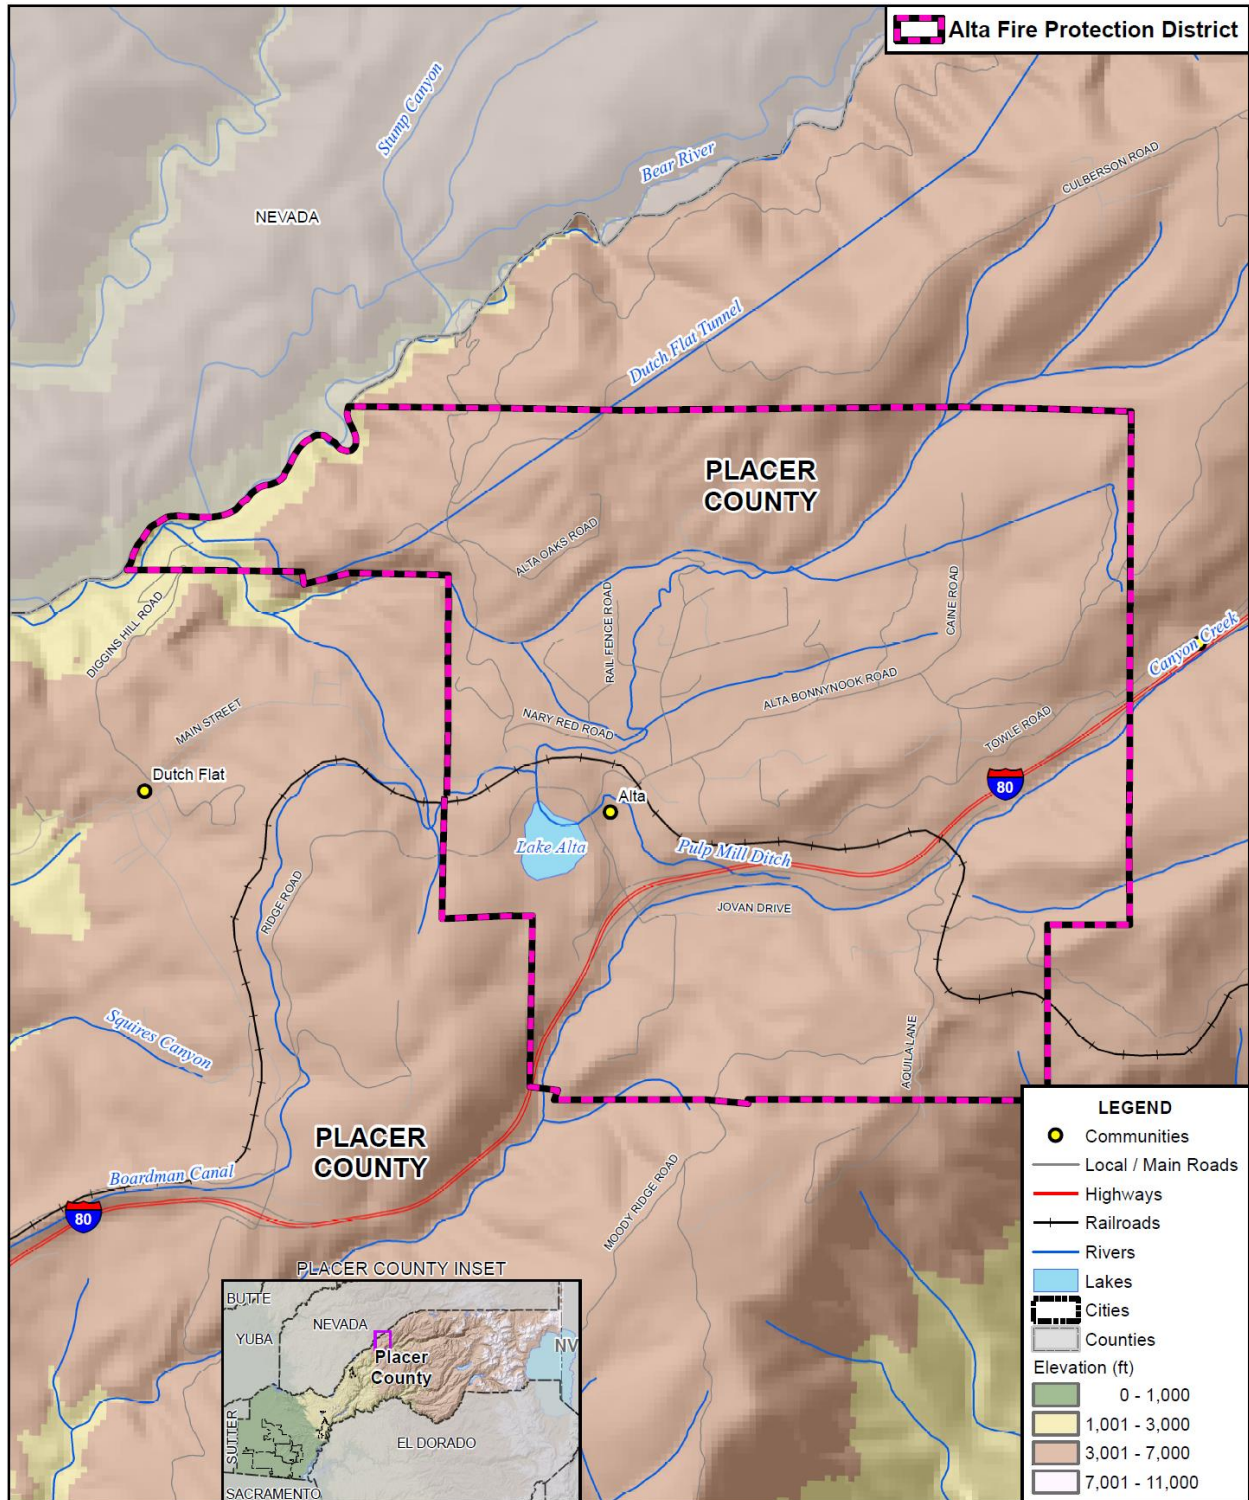 Alta Fire Protection District
Stump Canyon
Bear River
CULBERSON ROAD
NEVADA
Dutch Flat Tunnel
PLACER
COUNTY
ALTA OAKS ROAD
RAIL FENCE ROAD
CAINE ROAD
DIGGINS HILL ROAD
Canyon Creek
ALTA BONNYNOOK ROAD
MAIN STREET
NARY RED ROAD
TOWLE ROAD
Dutch Flat
80
Alta
Lake Alta
Pulp Mill Ditch
RIDGE ROAD
JOVAN DRIVE
Squires Canyon
AQUILA LANE
PLACER
COUNTY
Boardman Canal
MOODY RIDGE ROAD
80
PLACER COUNTY INSET
BUTTE
NEVADA
YUBA
NV
Placer
County
SUTTER
EL DORADO
SACRAMENTO
LEGEND
Communities
Local / Main Roads
Highways
Railroads
Rivers
Lakes
Cities
Counties
Elevation (ft)
0 - 1,000
1,001 - 3,000
3,001 - 7,000
7,001 - 11,000